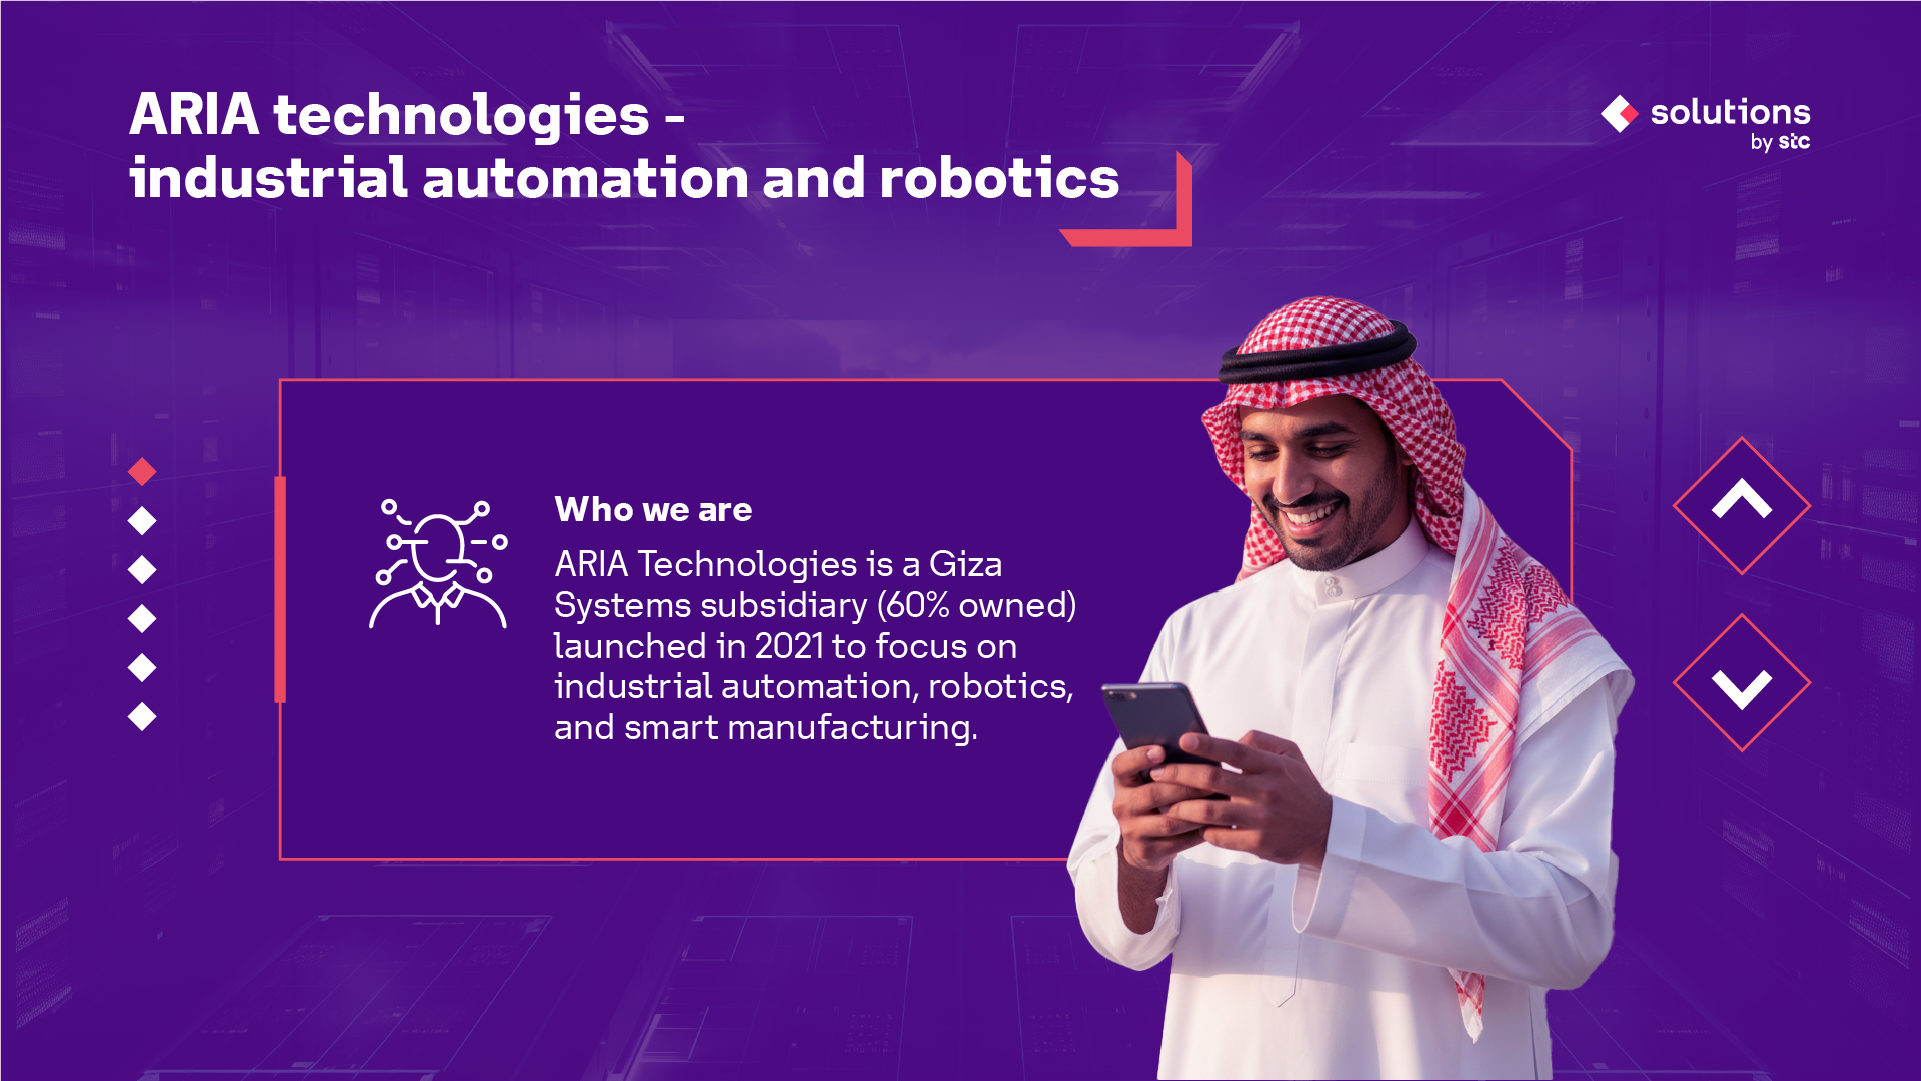 ARIA technologies -
industrial automation and robotics
solutions
by stc
Who we are
ARIA Technologies is a Giza
Systems subsidiary (60% owned)
launched in 2021 to focus on
industrial automation, robotics,
and smart manufacturing.